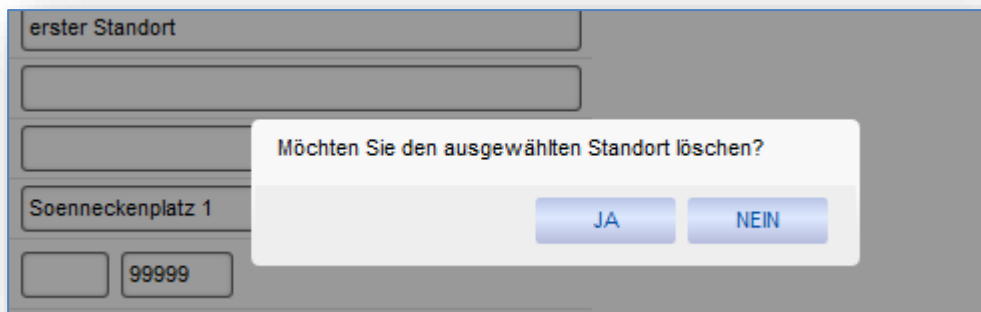 erster Standort
Möchten Sie den ausgewählten Standort löschen?
Soenneckenplatz 1
JA NEIN
99999